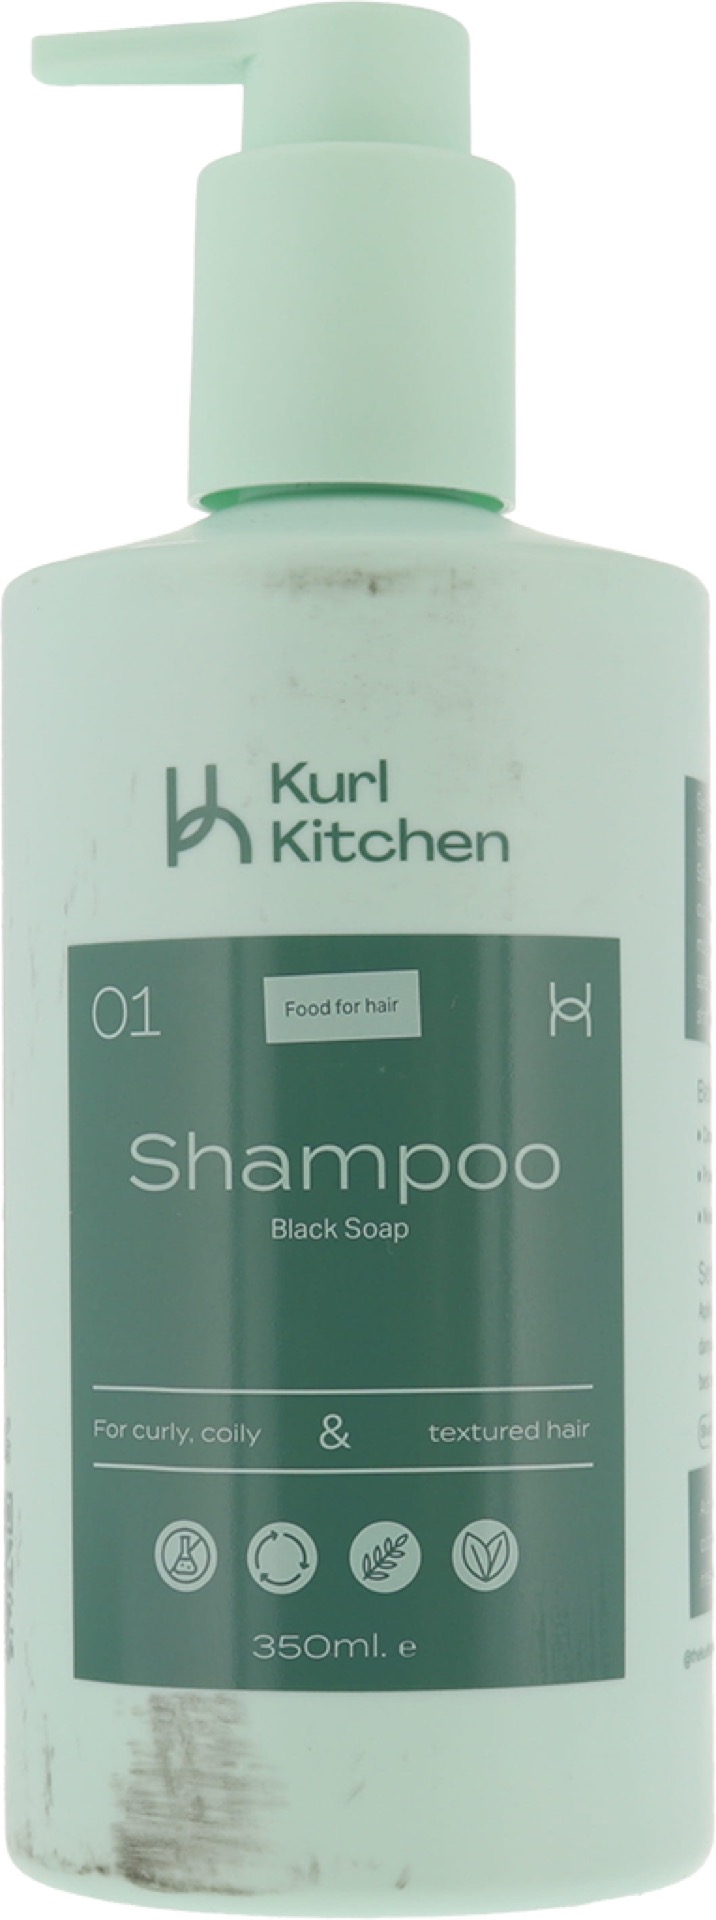 Kurl
Kitchen
01
Food for hair
Shampoo
Black Soap
For curly, coily & textured hair
350ml. e